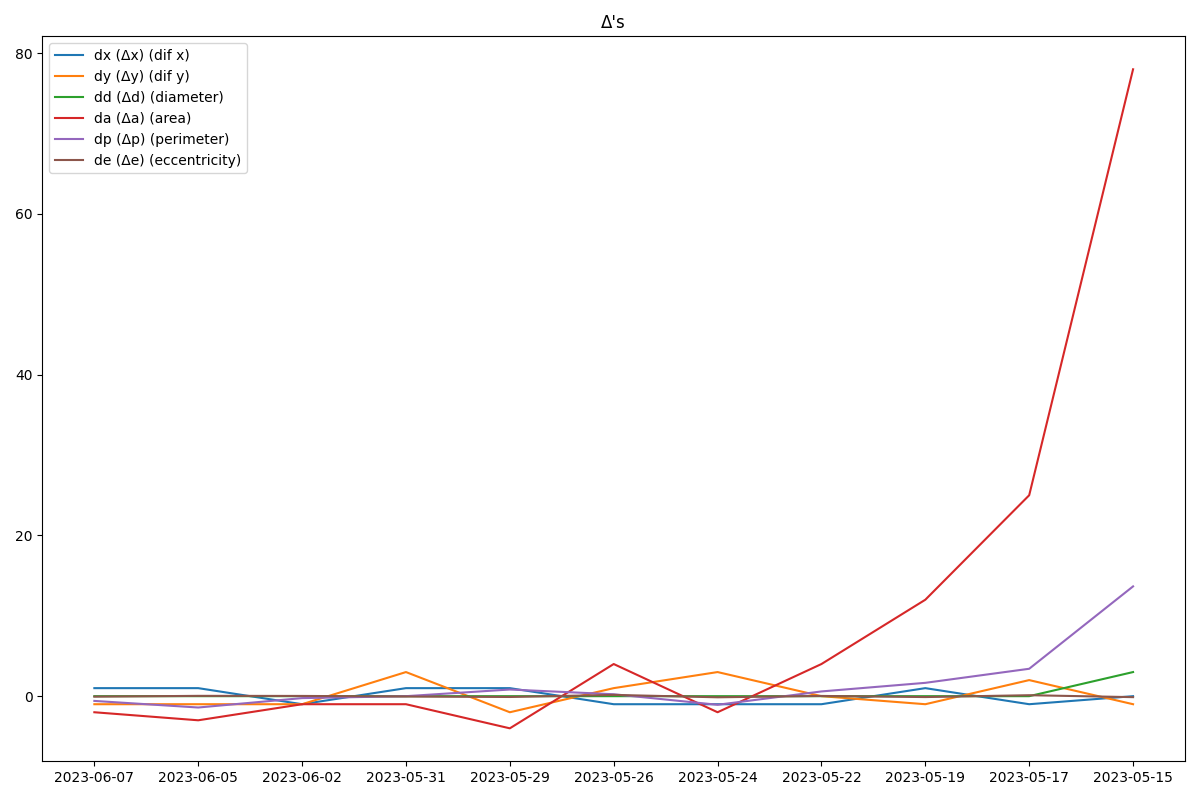 Δ's
80
60
40
20
0
dx (Δx) (dif x)
dy (Δy) (dif y)
dd (Δd) (diameter)
da (Δa) (area)
dp (Δp) (perimeter)
de (Δe) (eccentricity)
2023-06-07 2023-06-05 2023-06-02 2023-05-31 2023-05-29 2023-05-26 2023-05-24 2023-05-22 2023-05-19 2023-05-17 2023-05-15